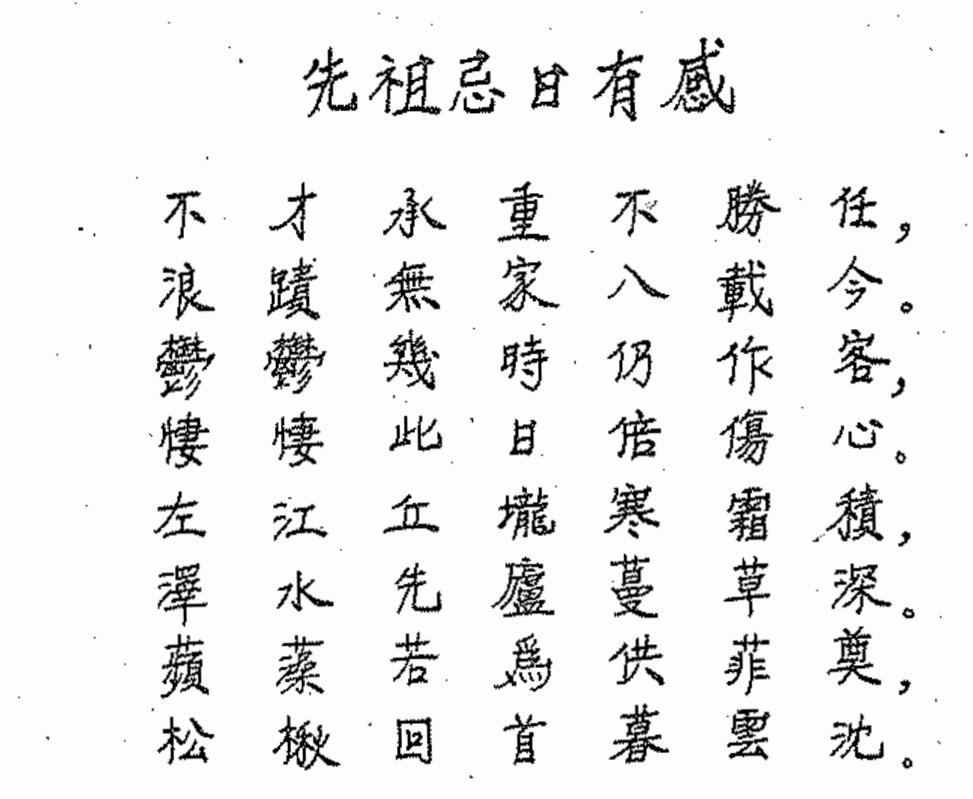 先祖忌日有感
不才承重不勝任,
浪蹟無家八載今。
鬱鬱幾時仍作客,
悽悽此日倍傷心。
左江丘壠寒霜積,
澤水先廬蔓草深。
蘋藻若爲供菲奠,
松楸回首暮雲沈。